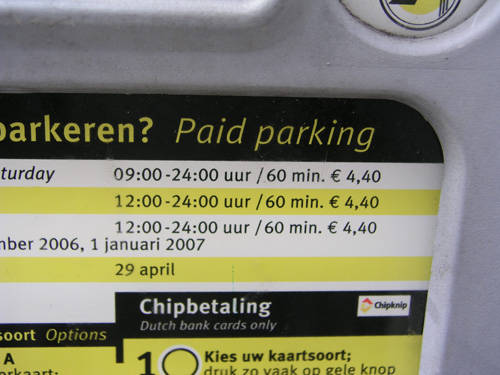 parkeren? Paid parking
turday 09:00-24:00 uur /60 min. € 4,40
12:00-24:00 uur /60 min. € 4,40
12:00-24:00 uur /60 min. € 4,40
mber 2006, 1 januari 2007
29 april
Chipbetaling
Chipknip
Dutch bank cards only
soort Options
A
1 Kies uw kaartsoort;
erkaart: druk zo vaak op gele knop